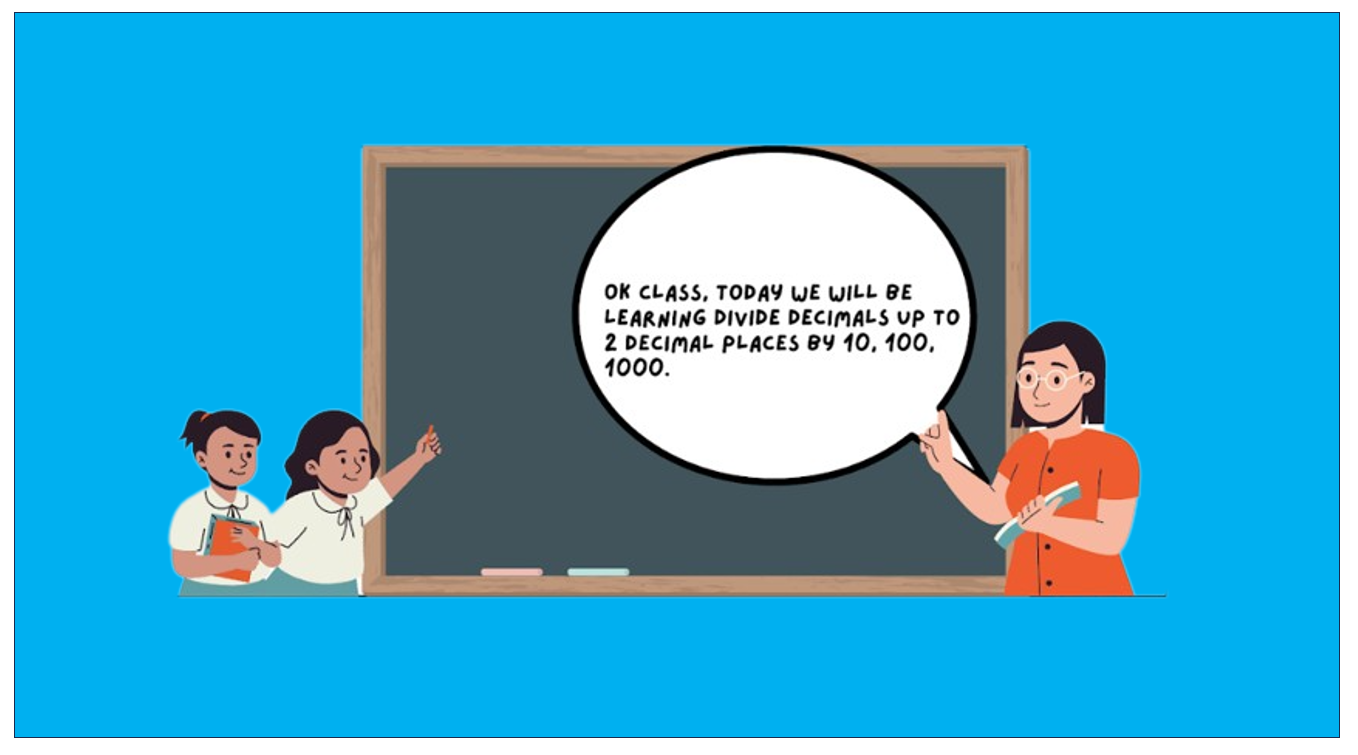 OK CLASS, TODAY WE WILL BE
LEARNING DIVIDE DECIMALS UP TO
2 DECIMAL PLACES BY 10, 100,
1000.